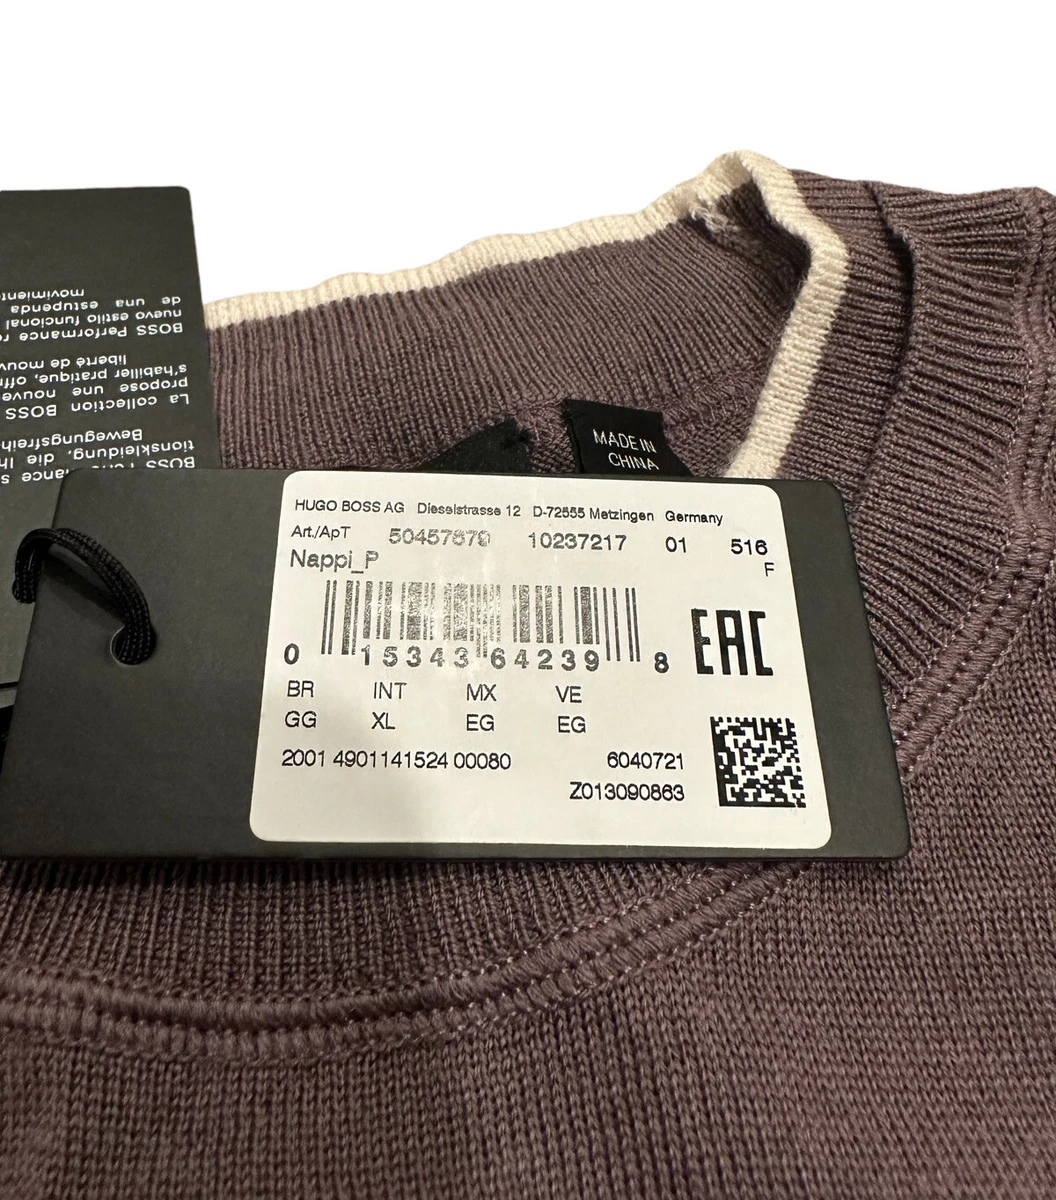 movimient
de una estupenda
nuevo estilo funcional
BOSS Performance r
liberté de mouv
s'habiller pratique, offr
propose une nouve
La collection BOSS
Bewegungsfreih
tionskleidung, die Ih
BOSS
MADE IN
CHINA
HUGO BOSS AG Dieselstrasse 12 D-72555 Metzingen Germany
Art./ApT 50457679 10237217 01 516
Nappi_P F
0 15343 64239 8
EAC
BR INT MX VE
GG XL EG EG
2001 4901141524 00080 6040721
Z013090863